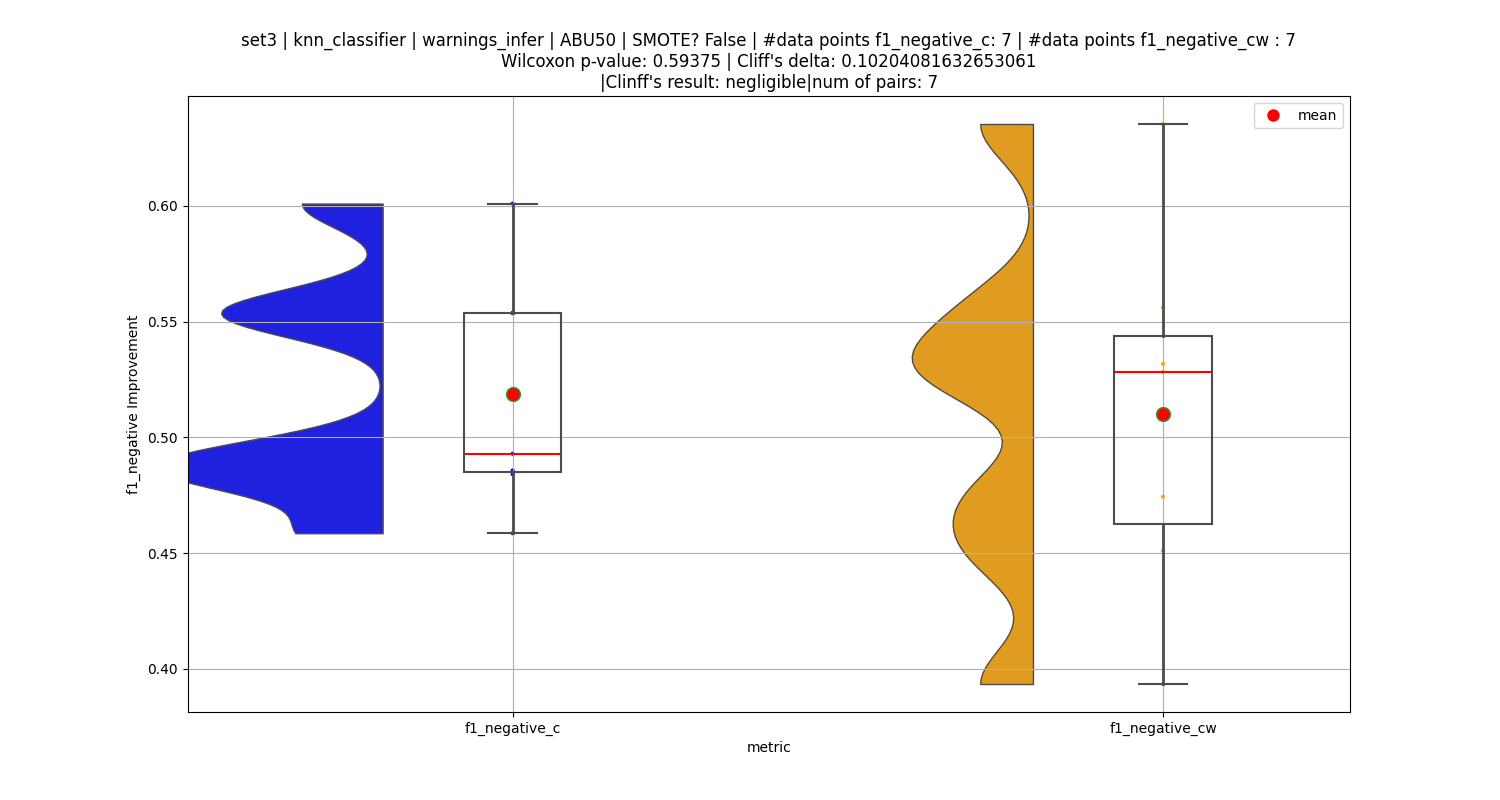 set3 | knn_classifier | warnings_infer | ABU50 | SMOTE? False | #data points f1_negative_c: 7 | #data points f1_negative_cw : 7
Wilcoxon p-value: 0.59375 | Cliff's delta: 0.10204081632653061
|Clinff's result: negligible|num of pairs: 7
mean
0.60
0.55
0.50
0.45
0.40
f1_negative Improvement
f1_negative_c
f1_negative_cw
metric